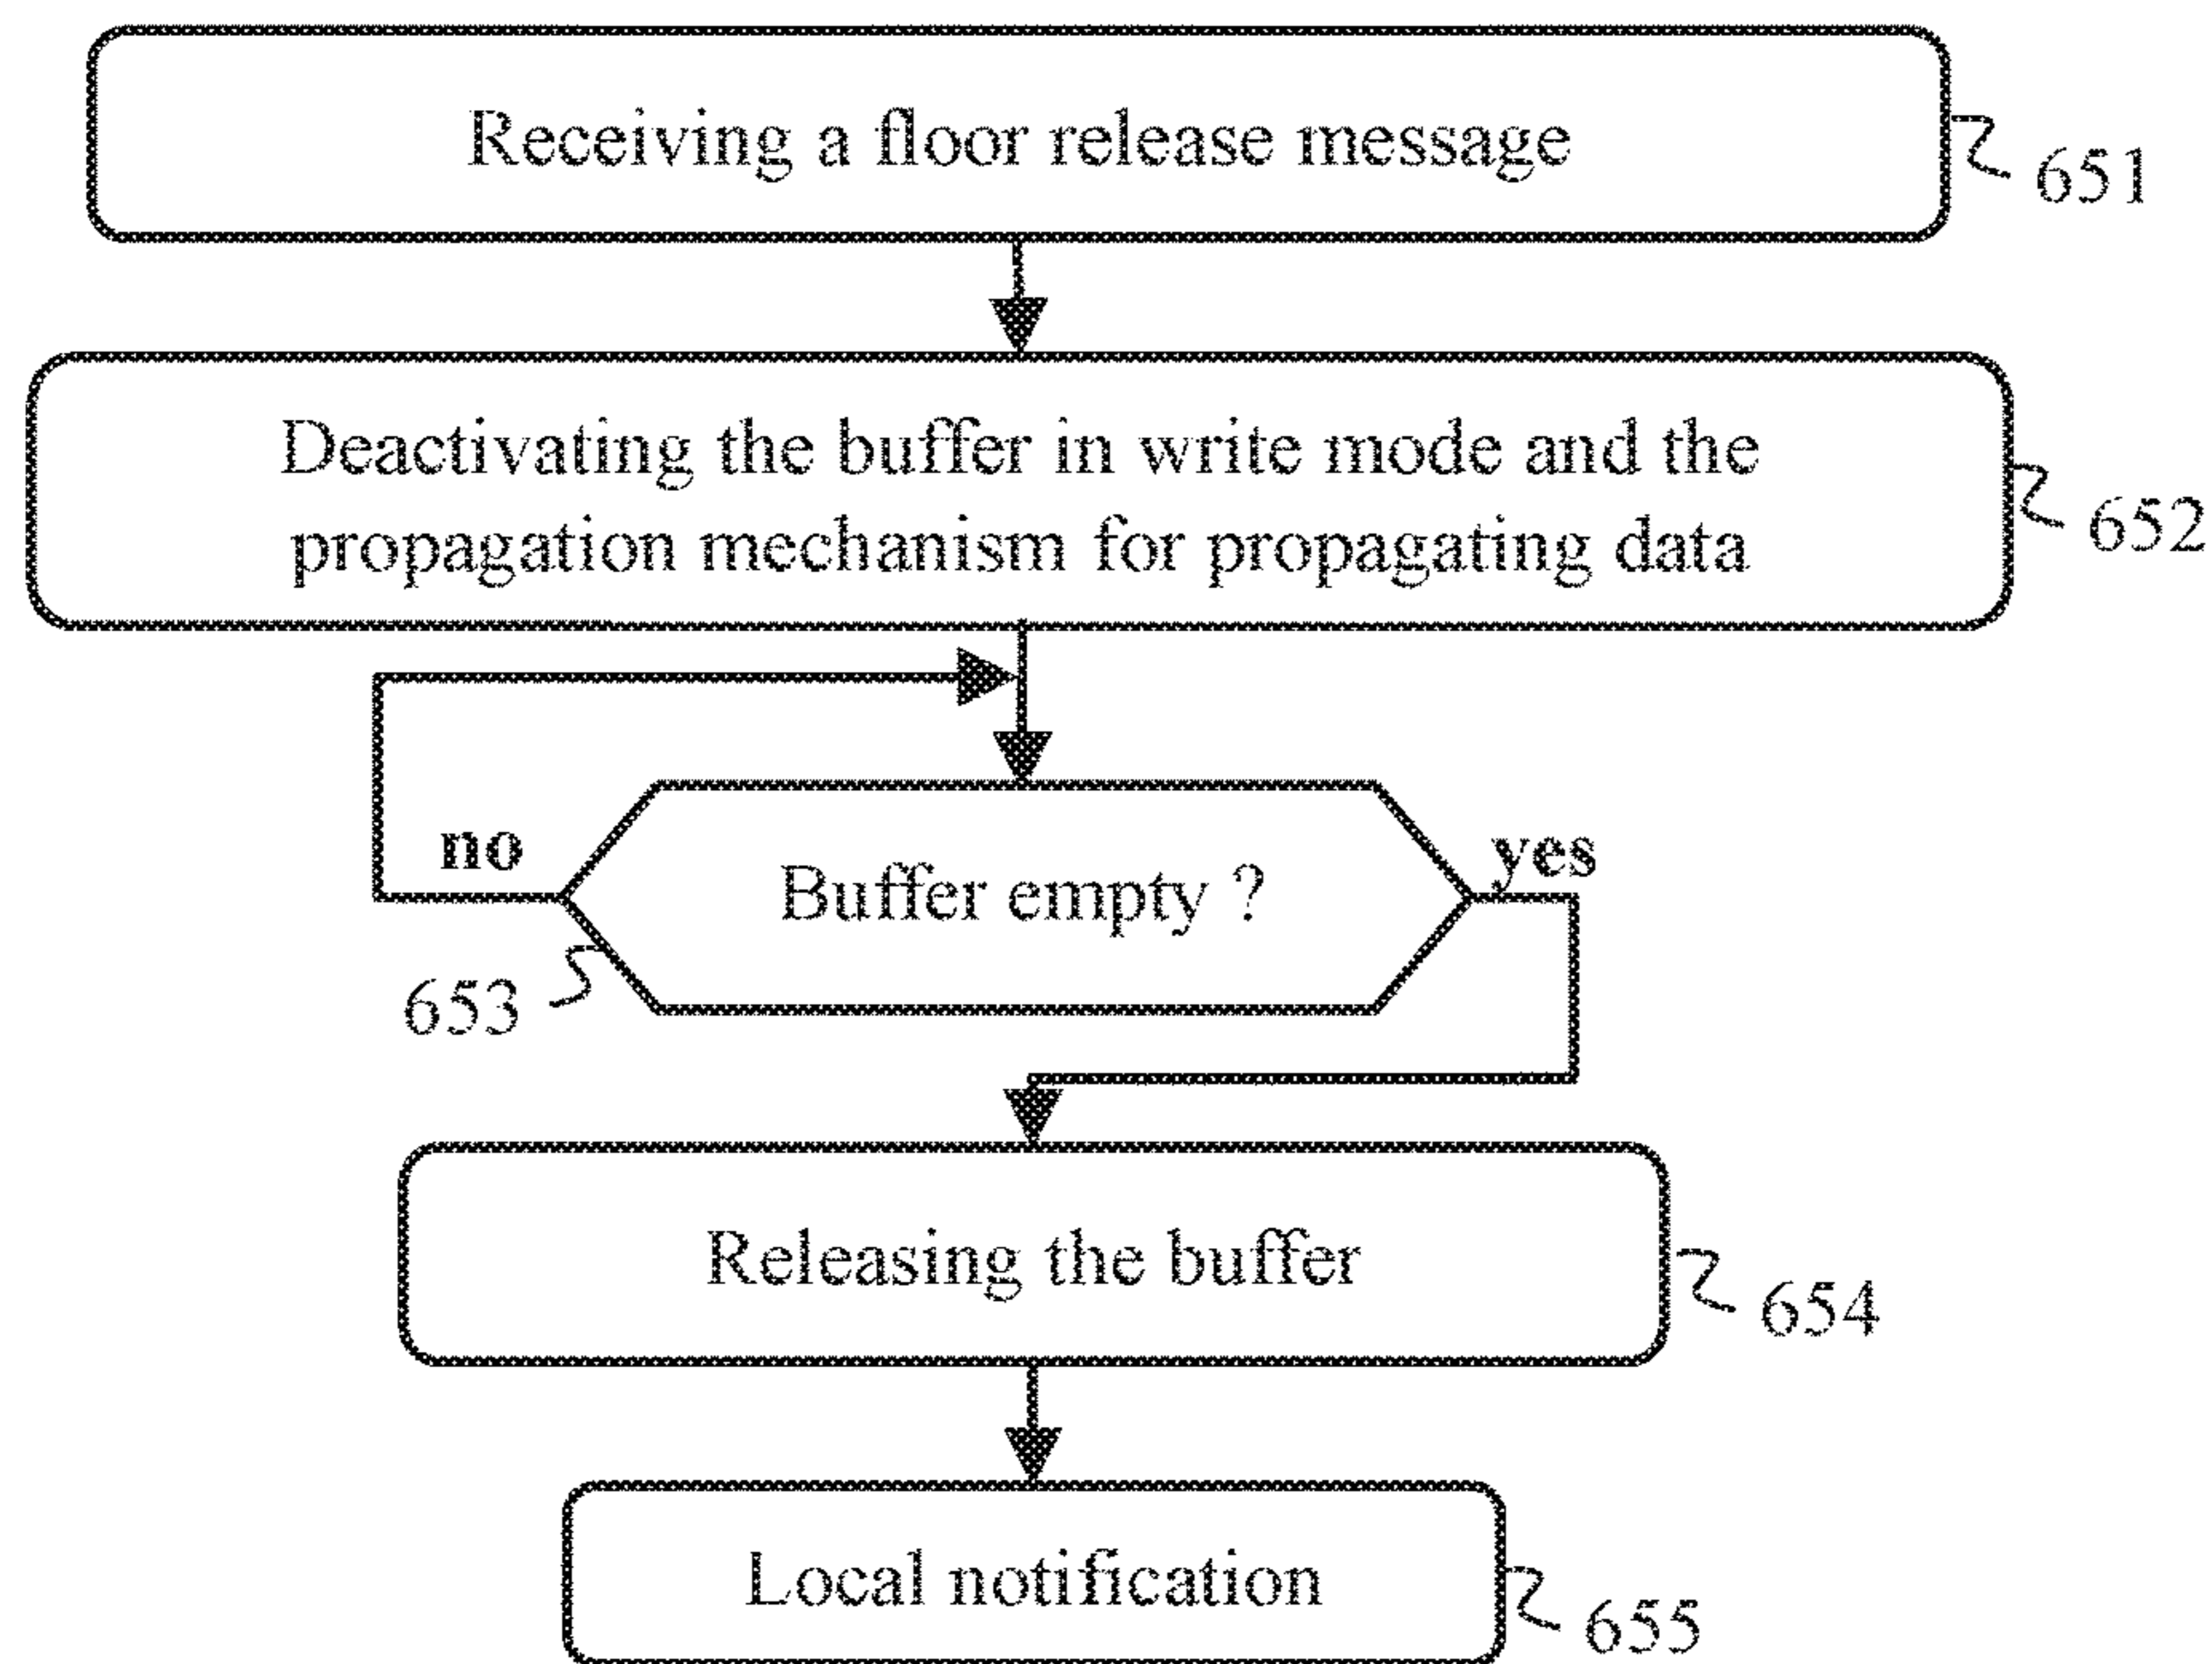 Receiving a floor release message
651
Deactivating the buffer in write mode and the
propagation mechanism for propagating data
652
no
yes
Buffer empty ?
653
Releasing the buffer
654
Local notification
655